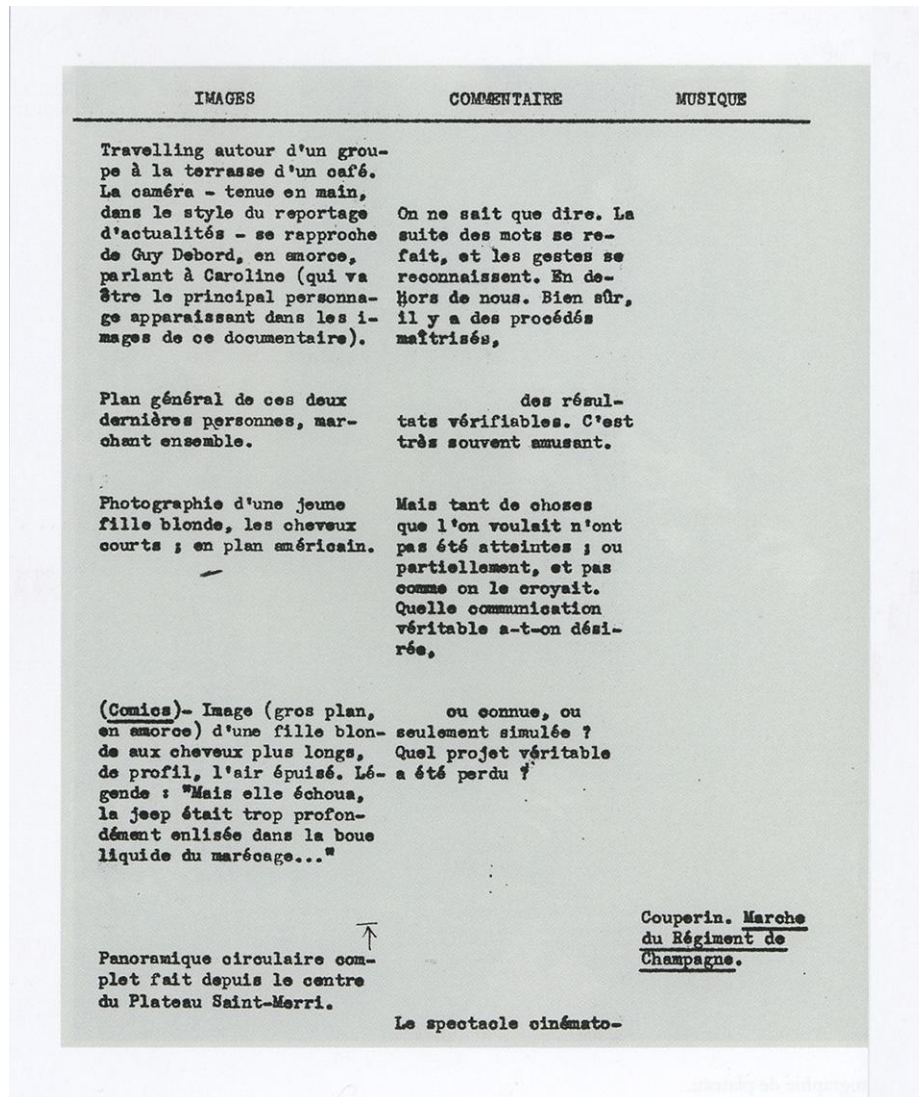 IMAGES COMMENTAIRE MUSIQUE
Travelling autour d'un grou-
pe à la terrasse d'un café.
La caméra - tenue en main,
dans le style du reportage
d'actualités - se rapproche
de Guy Debord, en amorce,
parlant à Caroline (qui va
être le principal personna-
ge apparaissant dans les i-
mages de ce documentaire).
On ne sait que dire. La
suite des mots se re-
fait, et les gestes se
reconnaissent. En de-
hors de nous. Bien sûr,
il y a des procédés
maîtrisés,
Plan général de ces deux
dernières personnes, mar-
chant ensemble.
des résul-
tats vérifiables. C'est
très souvent amusant.
Photographie d'une jeune
fille blonde, les cheveux
courts ; en plan américain.
Mais tant de choses
que l'on voulait n'ont
pas été atteintes ; ou
partiellement, et pas
comme on le croyait.
Quelle communication
véritable a-t-on dési-
rée,
(Comics)- Image (gros plan,
en amorce) d'une fille blon-
de aux cheveux plus longs,
de profil, l'air épuisé. Lé-
gende : "Mais elle échoua,
la jeep était trop profon-
dément enlisée dans la boue
liquide du marécage..."
ou connue, ou
seulement simulée ?
Quel projet véritable
a été perdu ?
Couperin. Marche
du Régiment de
Champagne.
Panoramique circulaire com-
plet fait depuis le centre
du Plateau Saint-Merri.
Le spectacle cinémato-